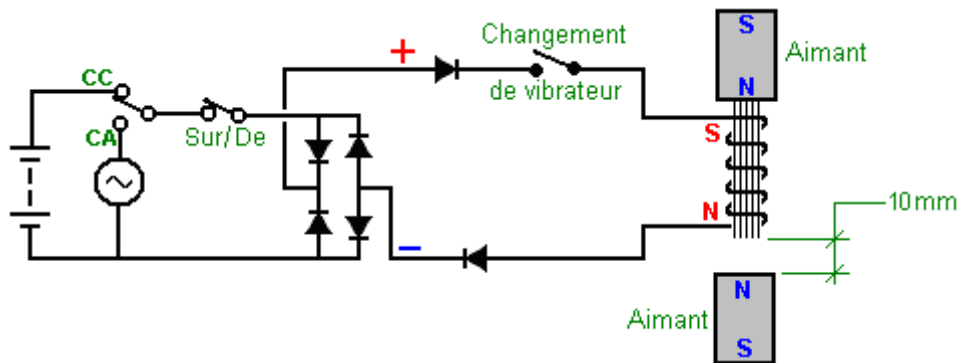 S
Aimant
N
+
Changement
de vibrateur
CC
CA
Sur/De
S
N
10mm
−
N
Aimant
S